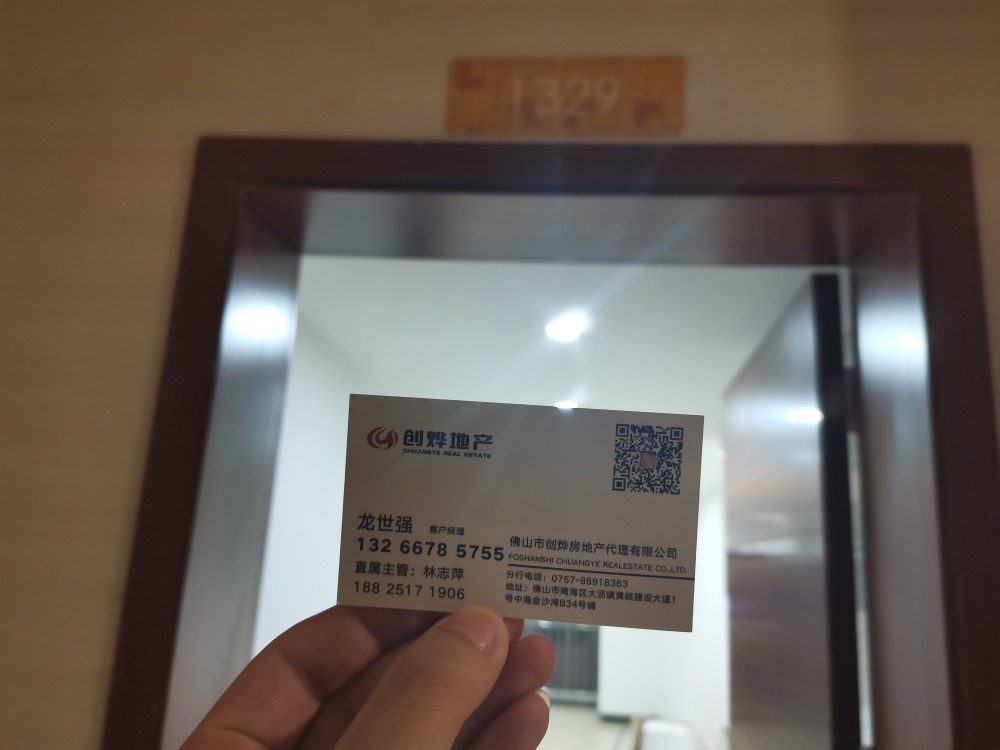 1329
创烨地产
CHUANGYE REAL ESTATE
龙世强 客户经理
132 6678 5755
直属主管：林志萍
188 2517 1906
佛山市创烨房地产代理有限公司
FOSHANSHI CHUANGYE REALESTATE CO.,LTD.
分行电话：0757-85918363
地址：佛山市南海区大沥镇黄岐建设大道1
号中海金沙湾B34号铺